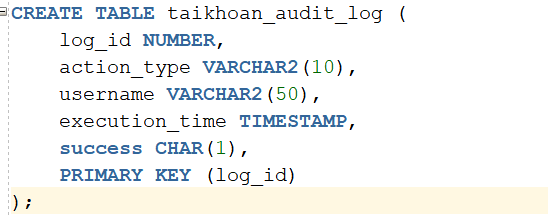 CREATE TABLE taikhoan_audit_log (
    log_id NUMBER,
    action_type VARCHAR2(10),
    username VARCHAR2(50),
    execution_time TIMESTAMP,
    success CHAR(1),
    PRIMARY KEY (log_id)
);